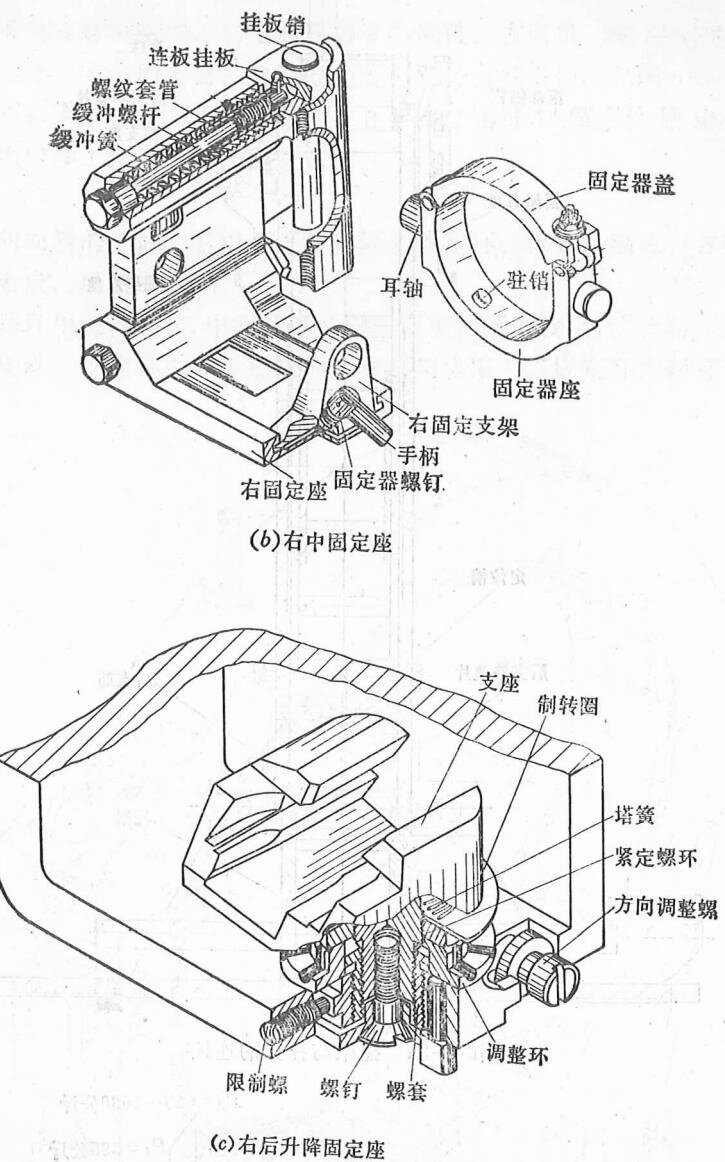 挂板销
连板挂板
螺纹套管
缓冲螺杆
缓冲簧
固定器盖
耳轴
驻销
固定器座
右固定支架
手柄
右固定座
固定器螺钉
(b)右中固定座
支座
制转圈
塔簧
紧定螺环
方向调整螺
调整环
限制螺
螺钉
螺套
(c)右后升降固定座